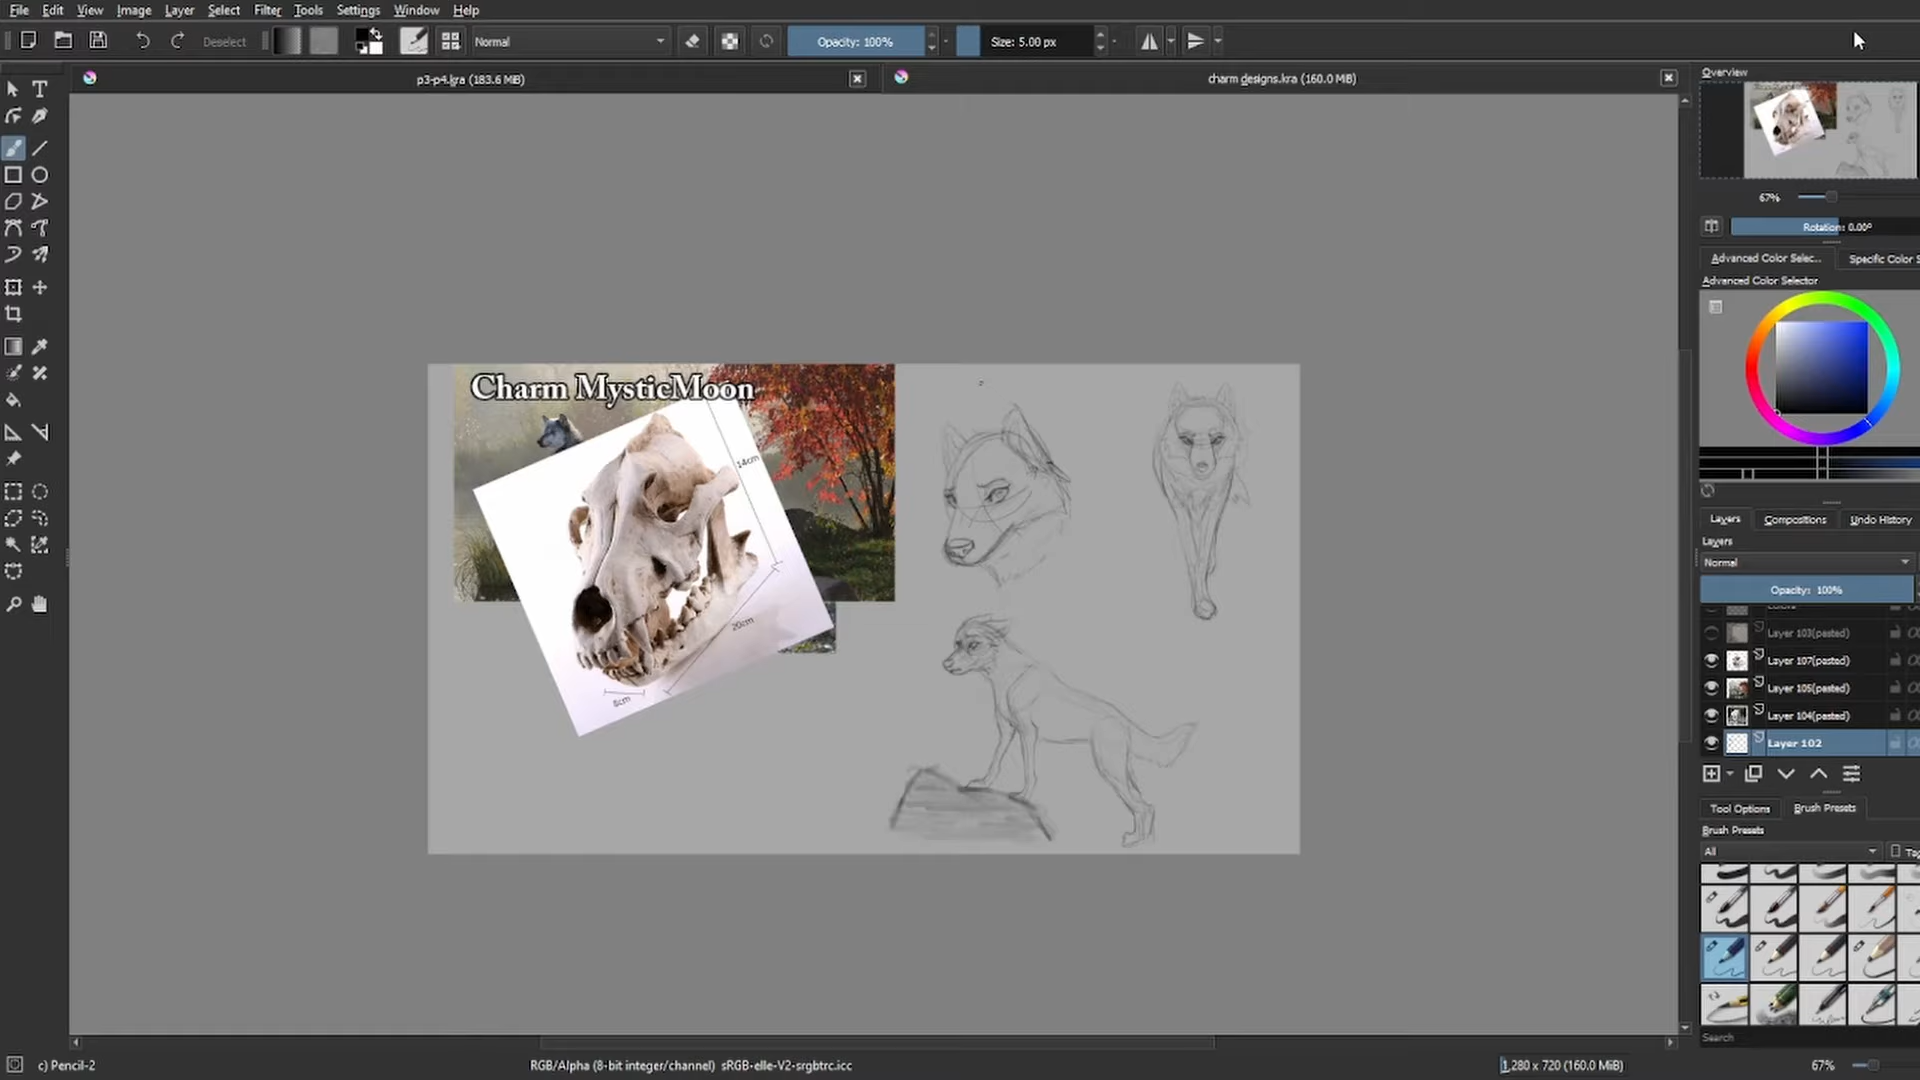 File Edit View Image Layer Select Filter Tools Settings Window Help
Deselect Normal Opacity: 100% Size: 5.00 px
p3-p4.kra (183.6 MiB) charm designs.kra (160.0 MiB)
Overview
67%
Rotation: 0.00°
Advanced Color Selec... Specific Color S
Advanced Color Selector
Charm MysticMoon
14cm
20cm
8cm
Layers Compositions Undo History
Layers
Normal
Opacity: 100%
Layer 103(pasted)
Layer 107(pasted)
Layer 105(pasted)
Layer 104(pasted)
Layer 102
Tool Options Brush Presets
Brush Presets
All Tag
Search
c) Pencil-2 RGB/Alpha (8-bit integer/channel) sRGB-elle-V2-srgbtrc.icc 1,280 x 720 (160.0 MiB) 67%